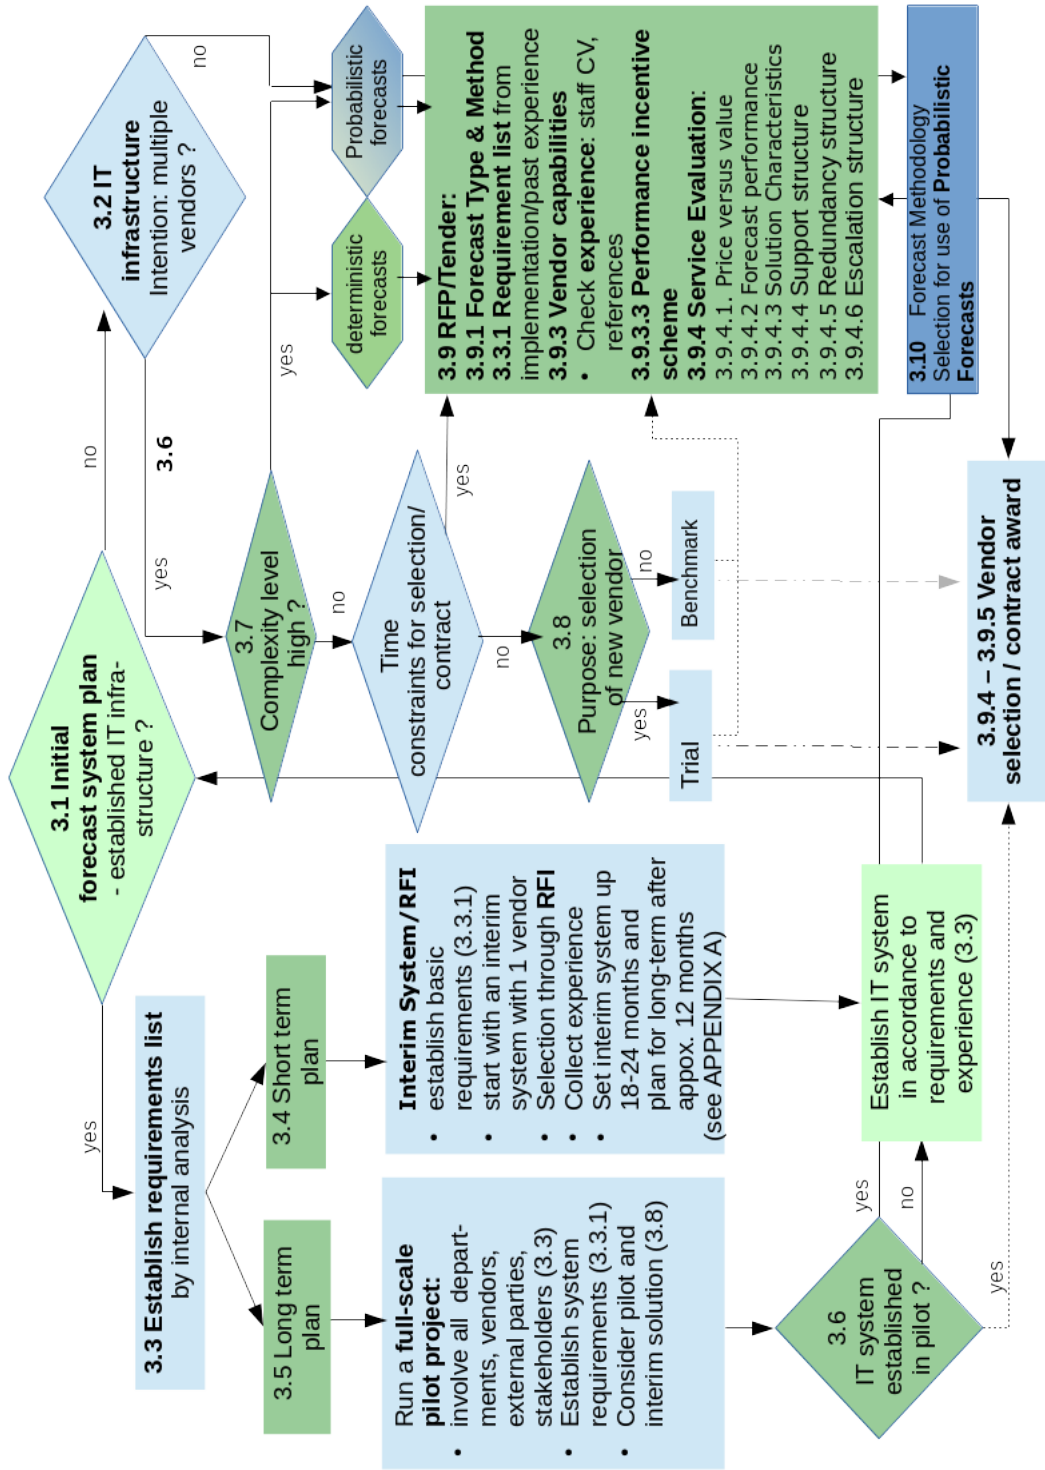 3.1 Initial
forecast system plan
- established IT infra-
structure ?
yes
no
3.2 IT
infrastructure
Intention: multiple
vendors ?
no
yes
3.6
3.3 Establish requirements list
by internal analysis
3.5 Long term
plan
3.4 Short term
plan
3.7
Complexity level
high ?
yes
no
deterministic
forecasts
Probabilistic
forecasts
Run a full-scale
pilot project:
• involve all depart-
ments, vendors,
external parties,
stakeholders (3.3)
• Establish system
requirements (3.3.1)
• Consider pilot and
interim solution (3.8)
Interim System/RFI
• establish basic
requirements (3.3.1)
• start with an interim
system with 1 vendor
• Selection through RFI
• Collect experience
• Set interim system up
18-24 months and
plan for long-term after
appox. 12 months
(see APPENDIX A)
Time
constraints for selection/
contract
yes
no
3.8
Purpose: selection
of new vendor
yes
no
Trial
Benchmark
3.9 RFP/Tender:
3.9.1 Forecast Type & Method
3.3.1 Requirement list from
implementation/past experience
3.9.3 Vendor capabilities
• Check experience: staff CV,
references
3.9.3.3 Performance incentive
scheme
3.9.4 Service Evaluation:
3.9.4.1. Price versus value
3.9.4.2 Forecast performance
3.9.4.3 Solution Characteristics
3.9.4.4 Support structure
3.9.4.5 Redundancy structure
3.9.4.6 Escalation structure
3.6
IT system
established
in pilot ?
yes
no
yes
Establish IT system
in accordance to
requirements and
experience (3.3)
3.10 Forecast Methodology
Selection for use of Probabilistic
Forecasts
3.9.4 – 3.9.5 Vendor
selection / contract award